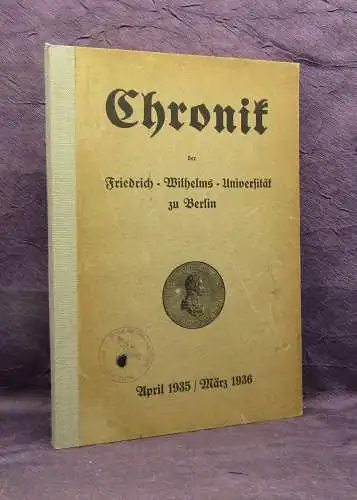 Chronik
der
Friedrich - Wilhelms - Universität
zu Berlin
April 1935 / März 1936